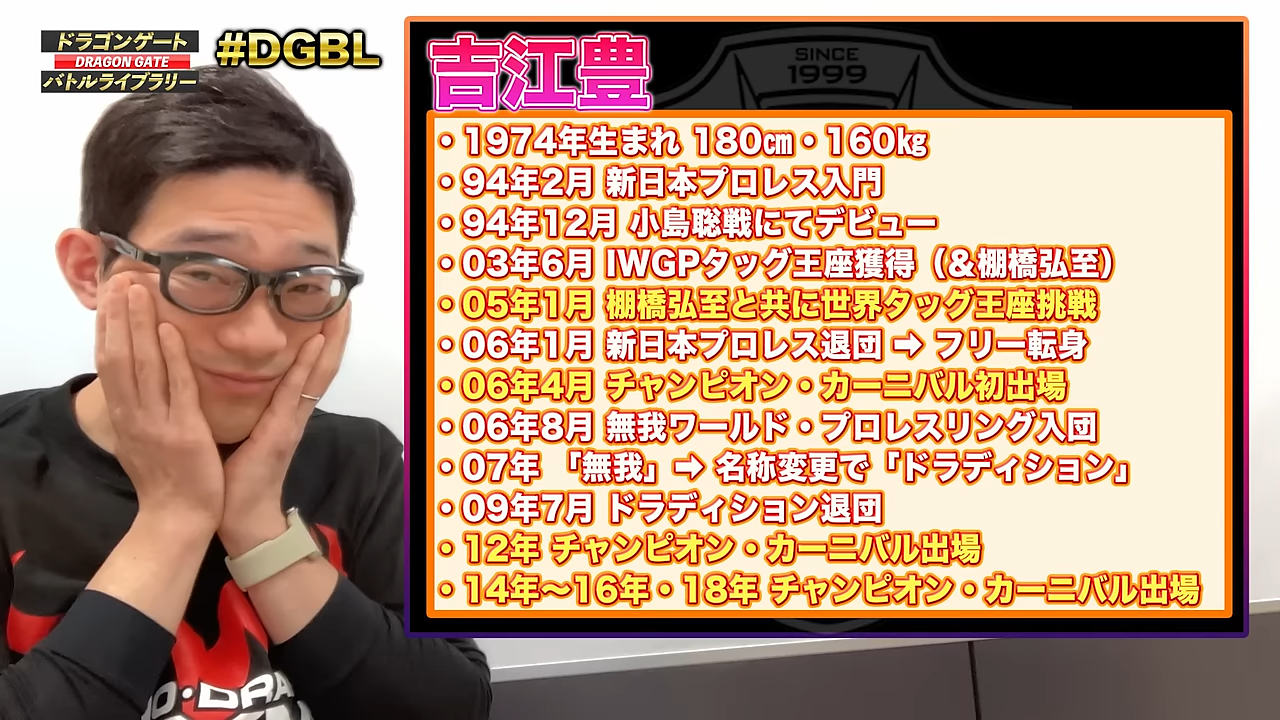 ドラゴンゲート
DRAGON GATE
バトルライブラリー
#DGBL
SINCE
1999
吉江豊
・1974年生まれ 180㎝・160㎏
・94年2月 新日本プロレス入門
・94年12月 小島聡戦にてデビュー
・03年6月 IWGPタッグ王座獲得（&棚橋弘至）
・05年1月 棚橋弘至と共に世界タッグ王座挑戦
・06年1月 新日本プロレス退団 ➡ フリー転身
・06年4月 チャンピオン・カーニバル初出場
・06年8月 無我ワールド・プロレスリング入団
・07年 「無我」➡ 名称変更で「ドラディション」
・09年7月 ドラディション退団
・12年 チャンピオン・カーニバル出場
・14年〜16年・18年 チャンピオン・カーニバル出場